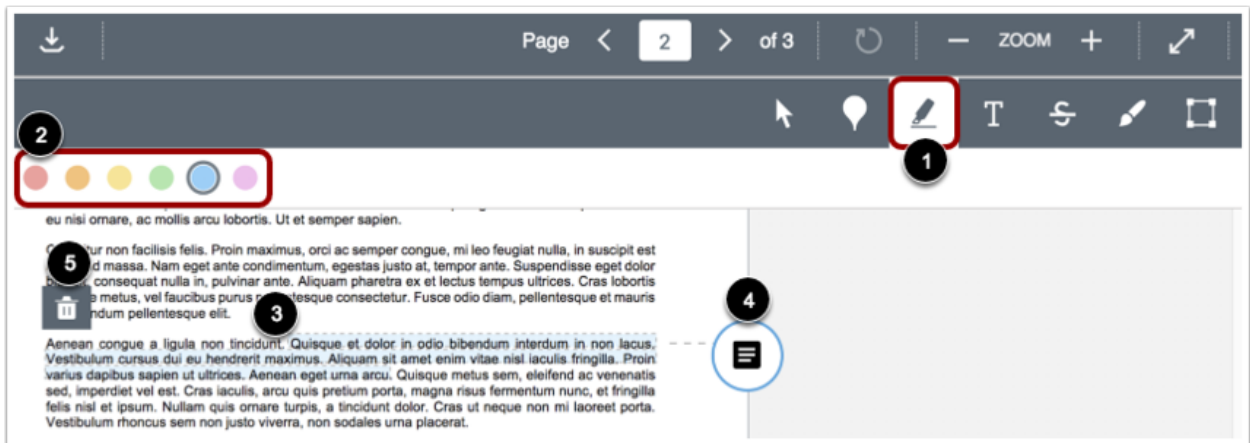 Page
2
of 3
ZOOM
T
S
1
2
eu nisi ornare, ac mollis arcu lobortis. Ut et semper sapien.
tur non facilisis felis. Proin maximus, orci ac semper congue, mi leo feugiat nulla, in suscipit est
5
d massa. Nam eget ante condimentum, egestas justo at, tempor ante. Suspendisse eget dolor
consequat nulla in, pulvinar ante. Aliquam pharetra ex et lectus tempus ultrices. Cras lobortis
e metus, vel faucibus purus tesque consectetur. Fusce odio diam, pellentesque et mauris
ndum pellentesque elit.
3
4
Aenean congue a ligula non tincidunt. Quisque et dolor in odio bibendum interdum in non lacus.
Vestibulum cursus dui eu hendrerit maximus. Aliquam sit amet enim vitae nisl iaculis fringilla. Proin
varius dapibus sapien ut ultrices. Aenean eget urna arcu. Quisque metus sem, eleifend ac venenatis
sed, imperdiet vel est. Cras iaculis, arcu quis pretium porta, magna risus fermentum nunc, et fringilla
felis nisl et ipsum. Nullam quis ornare turpis, a tincidunt dolor. Cras ut neque non mi laoreet porta.
Vestibulum rhoncus sem non justo viverra, non sodales urna placerat.